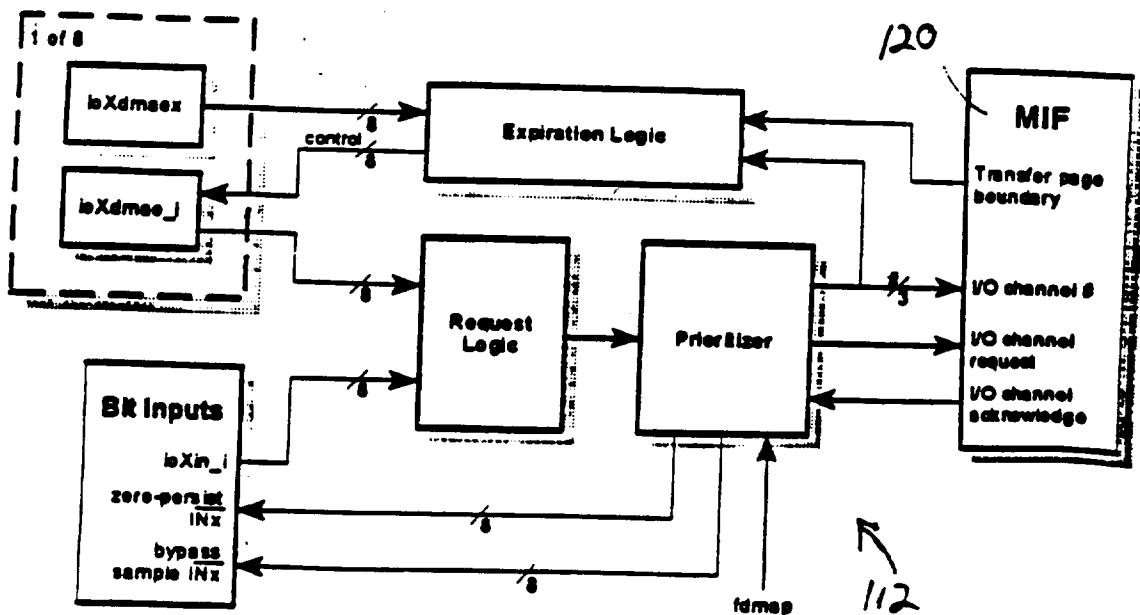 1 of 8
ioXdmaex
8
control
8
Expiration Logic
120
MIF
Transfer page
boundary
ioXdmae_i
8
Request
Logic
Prioritizer
3
I/O channel #
I/O channel
request
I/O channel
acknowledge
Bit Inputs
8
ioXin_i
zero-persist
INx
8
bypass
sample INx
8
fdmap
112